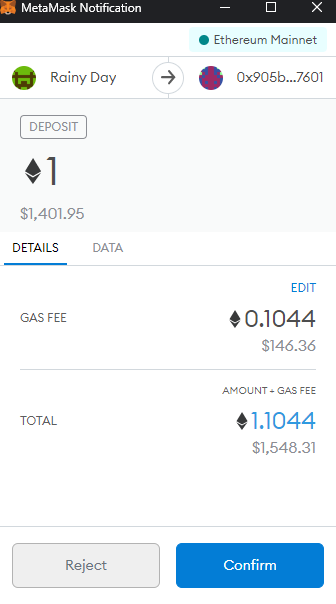 MetaMask Notification
Ethereum Mainnet
Rainy Day
0x905b...7601
DEPOSIT
1
$1,401.95
DETAILS DATA
EDIT
GAS FEE 0.1044
$146.36
AMOUNT + GAS FEE
TOTAL 1.1044
$1,548.31
Reject Confirm